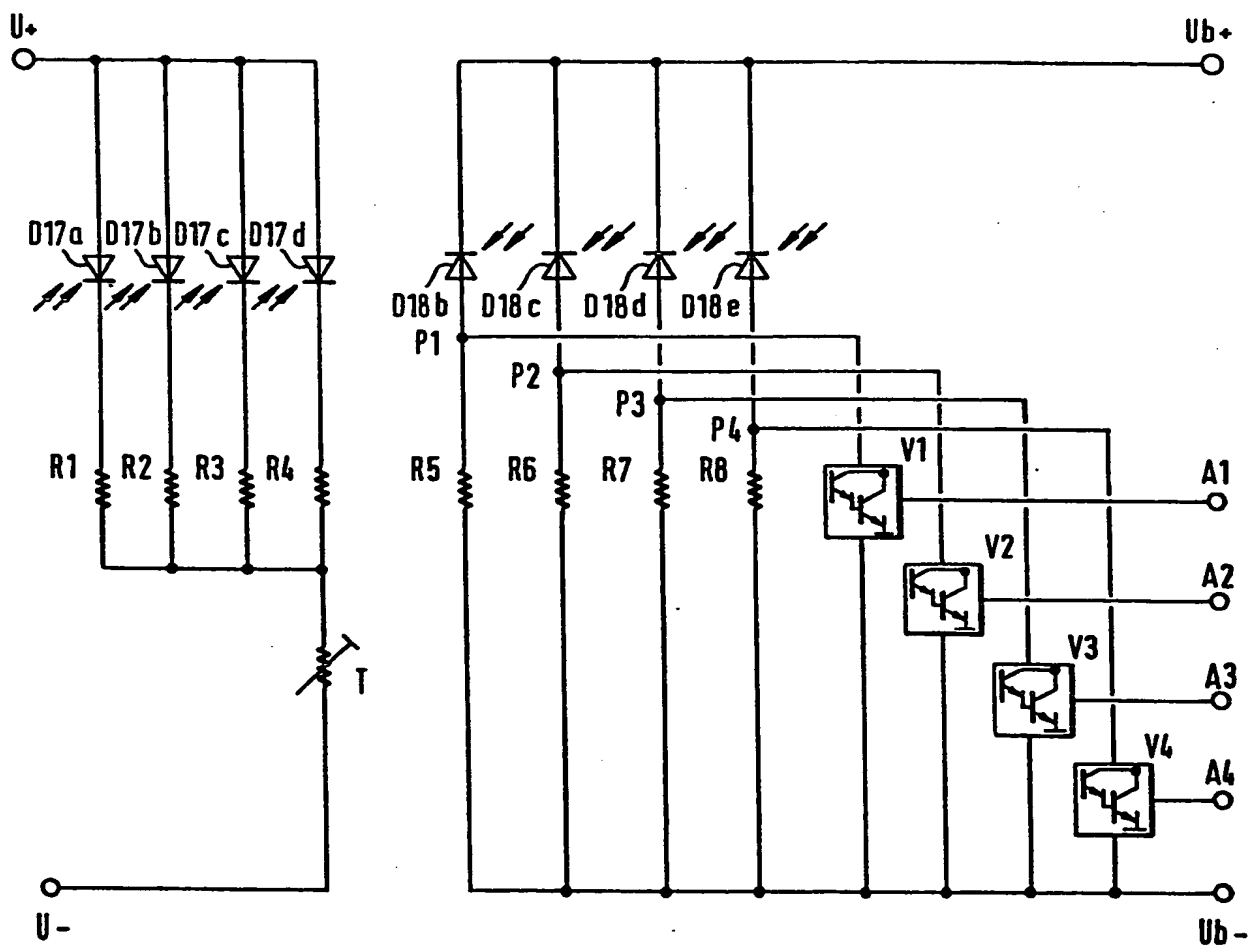 U+
Ub+
D17a D17b D17c D17d
D18b D18c D18d D18e
P1
P2
P3
P4
R1 R2 R3 R4 R5 R6 R7 R8
V1
A1
V2
A2
V3
A3
T
V4
A4
U-
Ub-